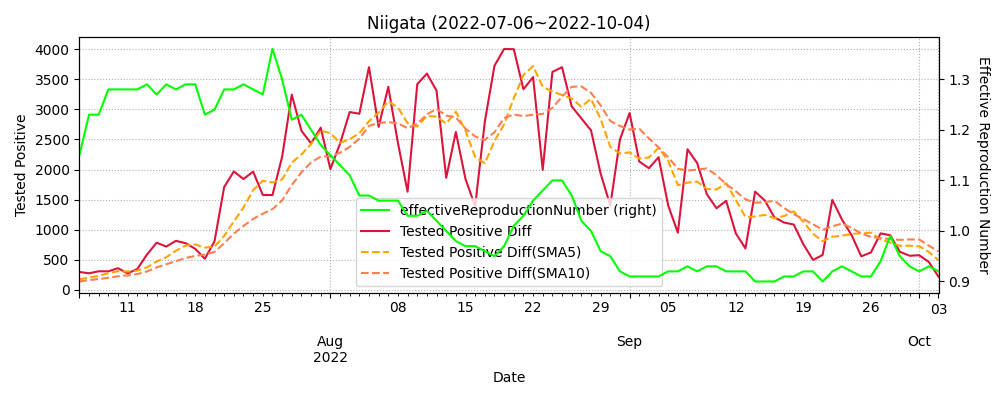 Niigata (2022-07-06~2022-10-04)
Tested Positive
4000
3500
3000
2500
2000
1500
1000
500
0
1.3
1.2
1.1
1.0
0.9
Effective Reproduction Number
effectiveReproductionNumber (right)
Tested Positive Diff
Tested Positive Diff(SMA5)
Tested Positive Diff(SMA10)
11 18 25 08 15 22 29 05 12 19 26 03
Aug Sep Oct
2022
Date